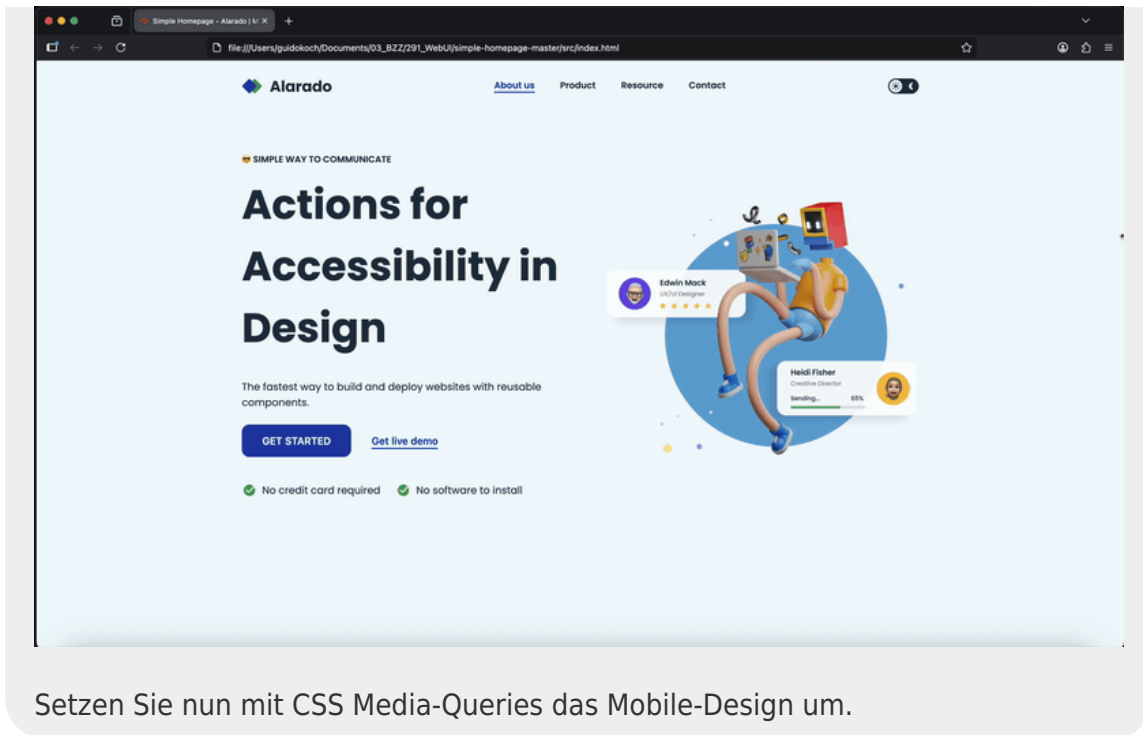 Simple Homepage - Alarado | M
file:///Users/guidokoch/Documents/03_BZZ/291_WebUI/simple-homepage-master/src/index.html
Alarado
About us Product Resource Contact
SIMPLE WAY TO COMMUNICATE
Actions for
Accessibility in
Design
Edwin Mack
UX/UI Designer
Heidi Fisher
Creative Director
Sending... 65%
The fastest way to build and deploy websites with reusable
components.
GET STARTED Get live demo
No credit card required No software to install
Setzen Sie nun mit CSS Media-Queries das Mobile-Design um.